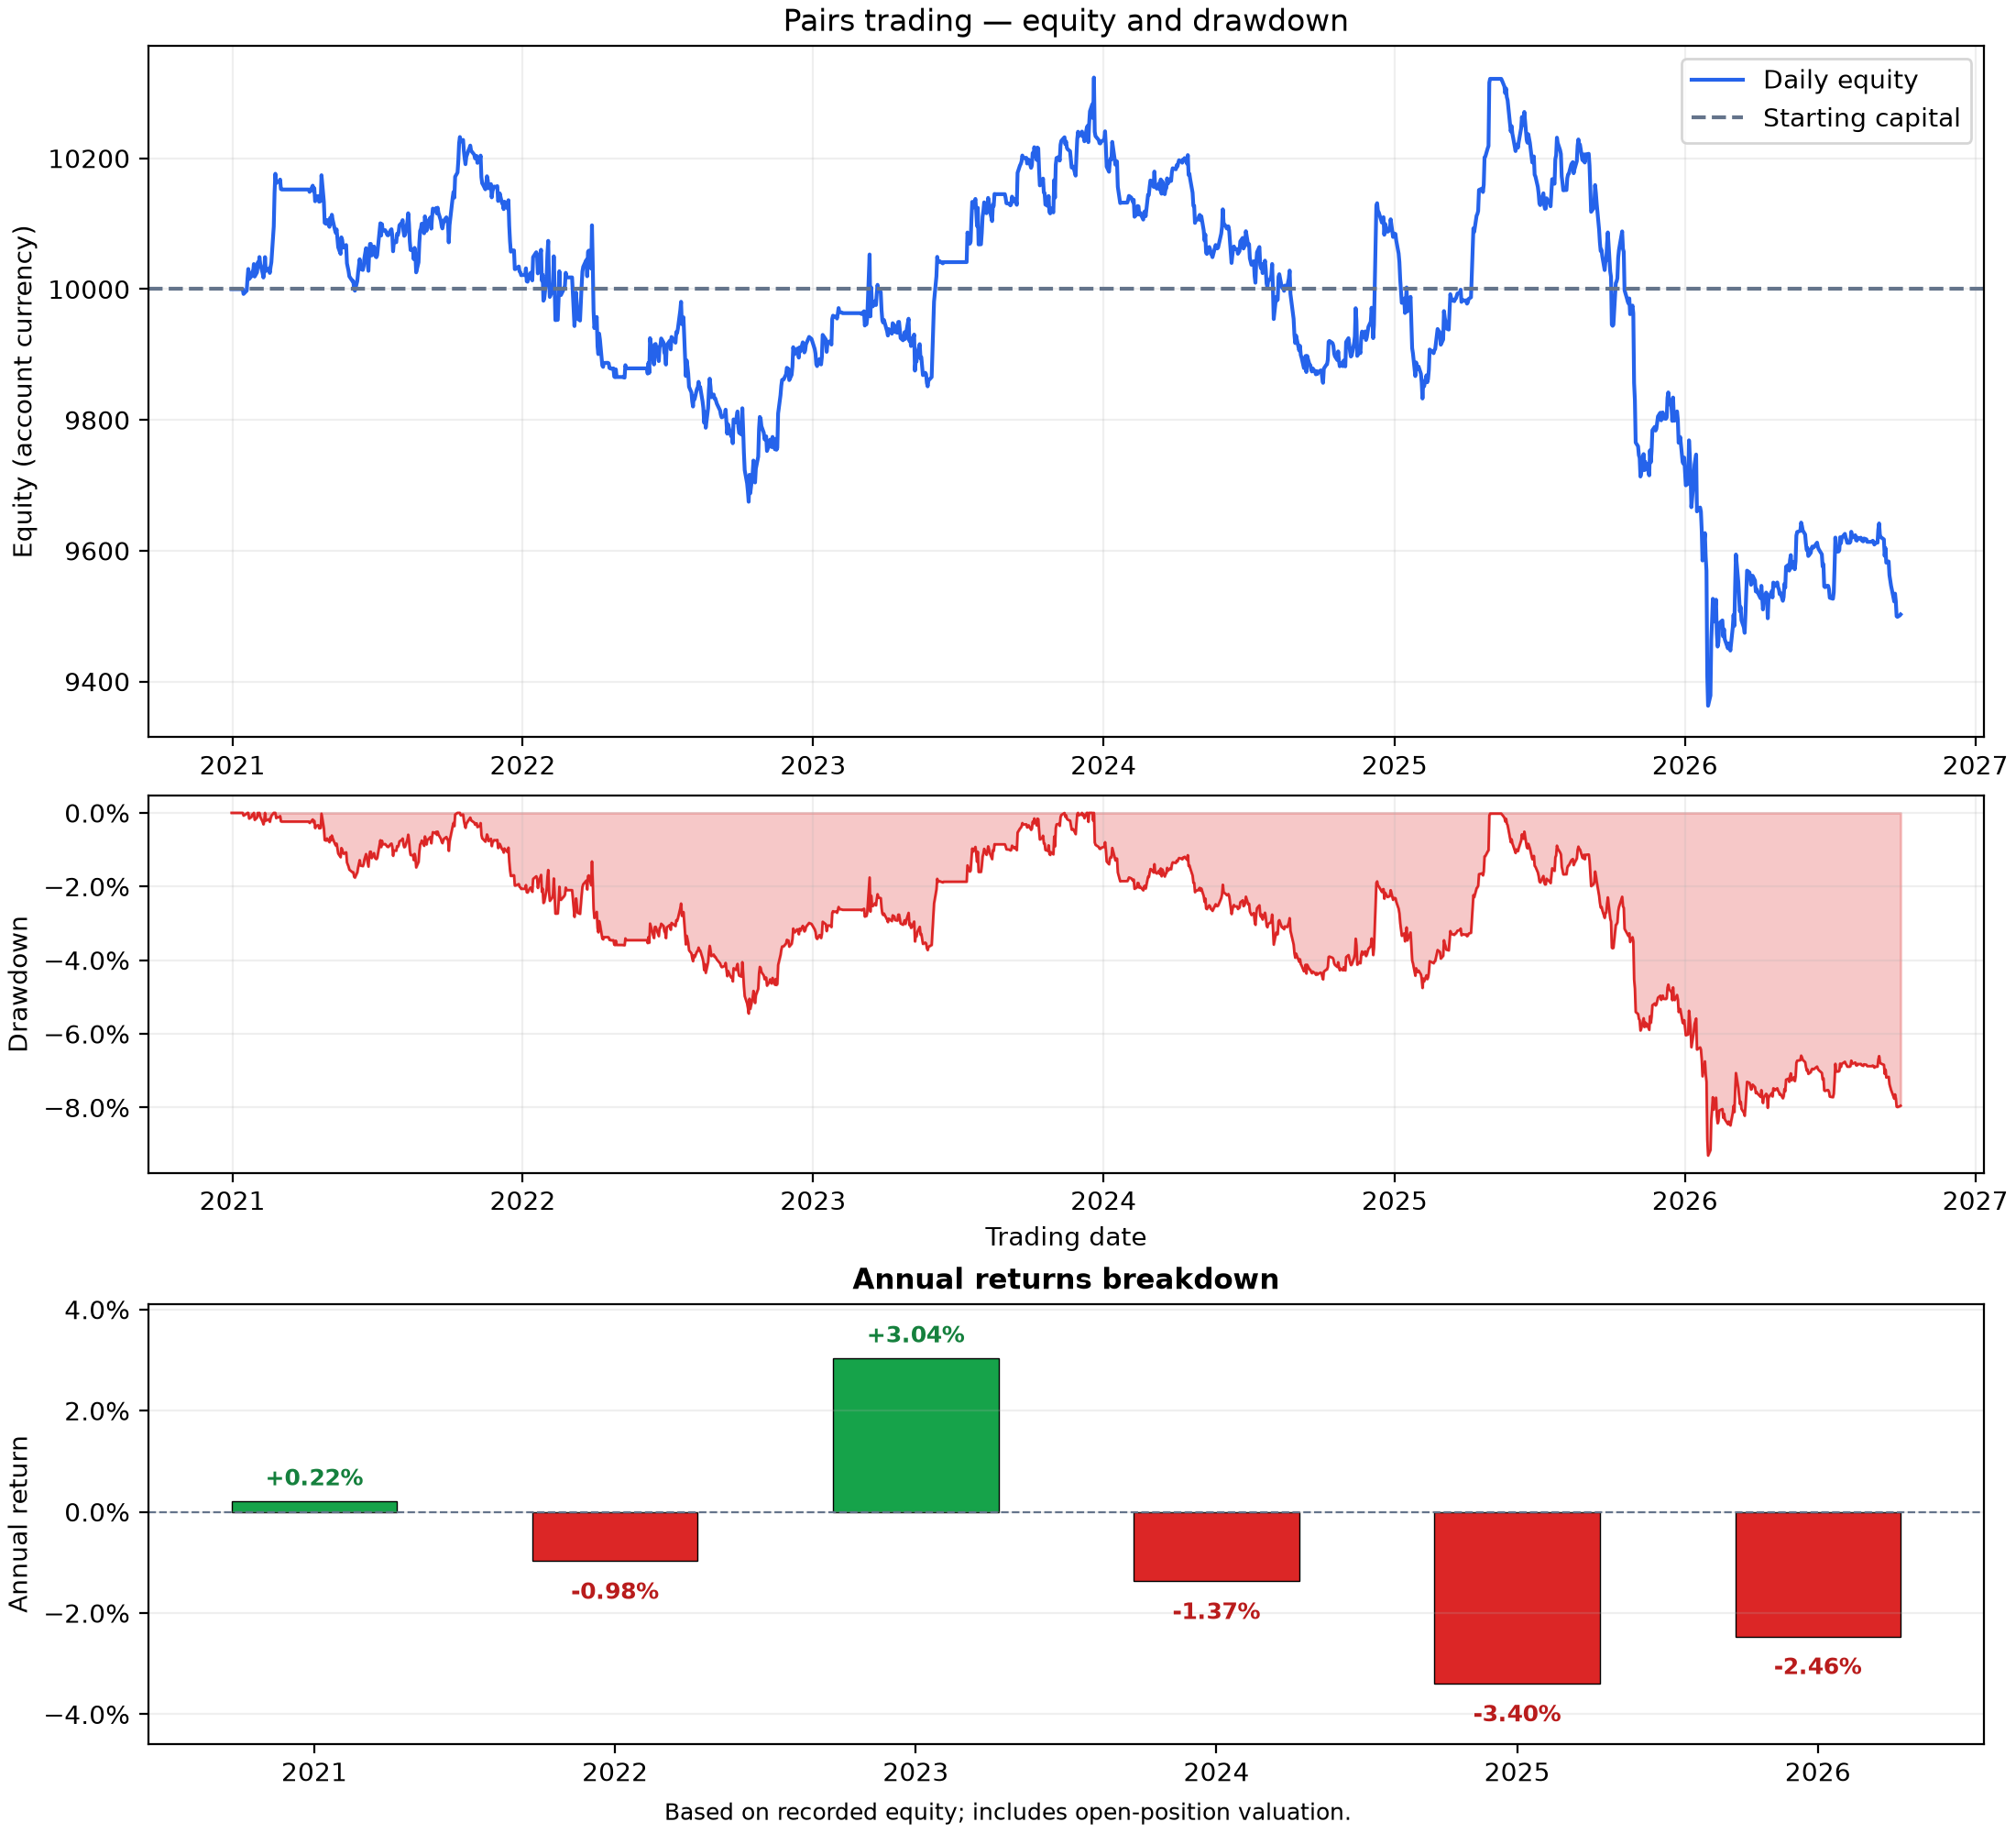 Pairs trading — equity and drawdown
Equity (account currency)
10200
10000
9800
9600
9400
Daily equity
Starting capital
2021 2022 2023 2024 2025 2026 2027
Drawdown
0.0%
−2.0%
−4.0%
−6.0%
−8.0%
2021 2022 2023 2024 2025 2026 2027
Trading date
Annual returns breakdown
Annual return
4.0%
2.0%
0.0%
−2.0%
−4.0%
+0.22%
-0.98%
+3.04%
-1.37%
-3.40%
-2.46%
2021 2022 2023 2024 2025 2026
Based on recorded equity; includes open-position valuation.